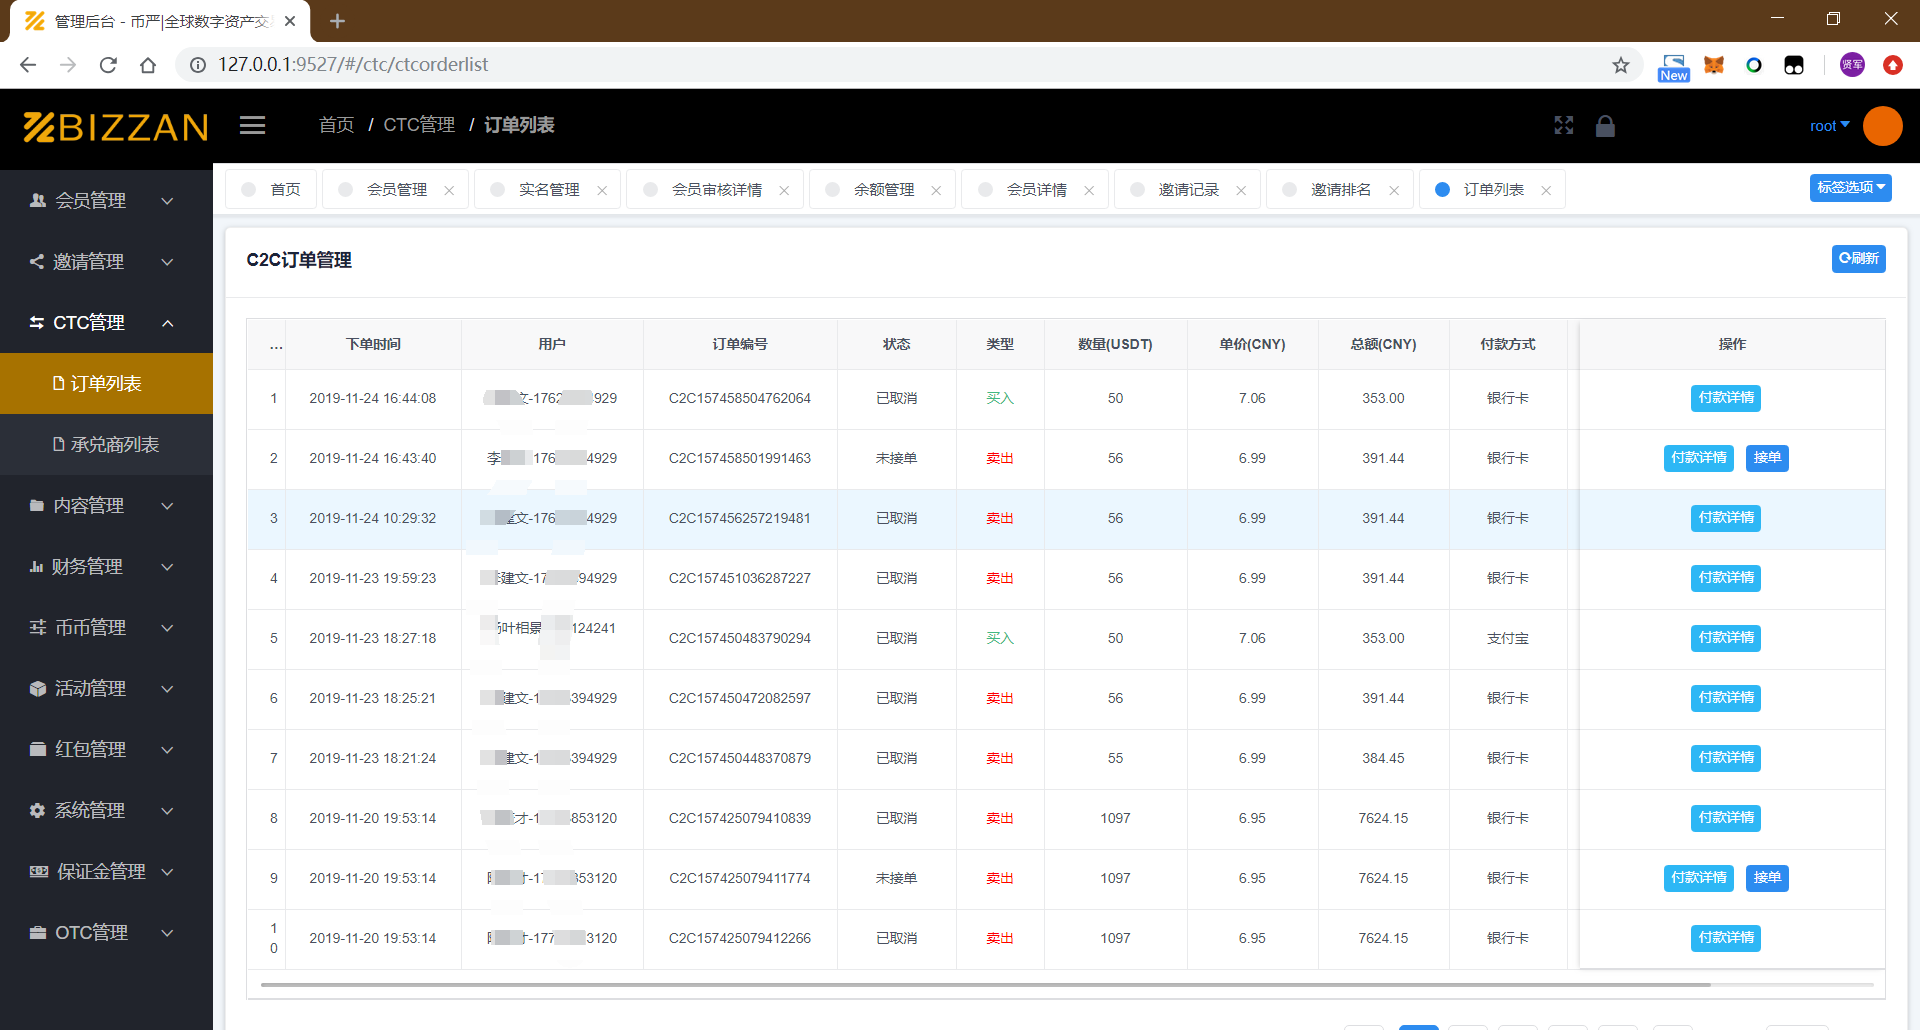 管理后台 - 币严|全球数字资产交
127.0.0.1:9527/#/ctc/ctcorderlist
New
贤军
BIZZAN
首页 / CTC管理 / 订单列表
root
会员管理
邀请管理
CTC管理
订单列表
承兑商列表
内容管理
财务管理
币币管理
活动管理
红包管理
系统管理
保证金管理
OTC管理
首页 会员管理 实名管理 会员审核详情 余额管理 会员详情 邀请记录 邀请排名 订单列表 标签选项
C2C订单管理
刷新
... 下单时间 用户 订单编号 状态 类型 数量(USDT) 单价(CNY) 总额(CNY) 付款方式 操作
1 2019-11-24 16:44:08 文-176 929 C2C157458504762064 已取消 买入 50 7.06 353.00 银行卡 付款详情
2 2019-11-24 16:43:40 李 176 4929 C2C157458501991463 未接单 卖出 56 6.99 391.44 银行卡 付款详情 接单
3 2019-11-24 10:29:32 文-176 4929 C2C157456257219481 已取消 卖出 56 6.99 391.44 银行卡 付款详情
4 2019-11-23 19:59:23 建文-17 94929 C2C157451036287227 已取消 卖出 56 6.99 391.44 银行卡 付款详情
5 2019-11-23 18:27:18 叶相景 124241 C2C157450483790294 已取消 买入 50 7.06 353.00 支付宝 付款详情
6 2019-11-23 18:25:21 建文-1 394929 C2C157450472082597 已取消 卖出 56 6.99 391.44 银行卡 付款详情
7 2019-11-23 18:21:24 建文-1 394929 C2C157450448370879 已取消 卖出 55 6.99 384.45 银行卡 付款详情
8 2019-11-20 19:53:14 才-1 853120 C2C157425079410839 已取消 卖出 1097 6.95 7624.15 银行卡 付款详情
9 2019-11-20 19:53:14 才-17 353120 C2C157425079411774 未接单 卖出 1097 6.95 7624.15 银行卡 付款详情 接单
10 2019-11-20 19:53:14 才-177 3120 C2C157425079412266 已取消 卖出 1097 6.95 7624.15 银行卡 付款详情